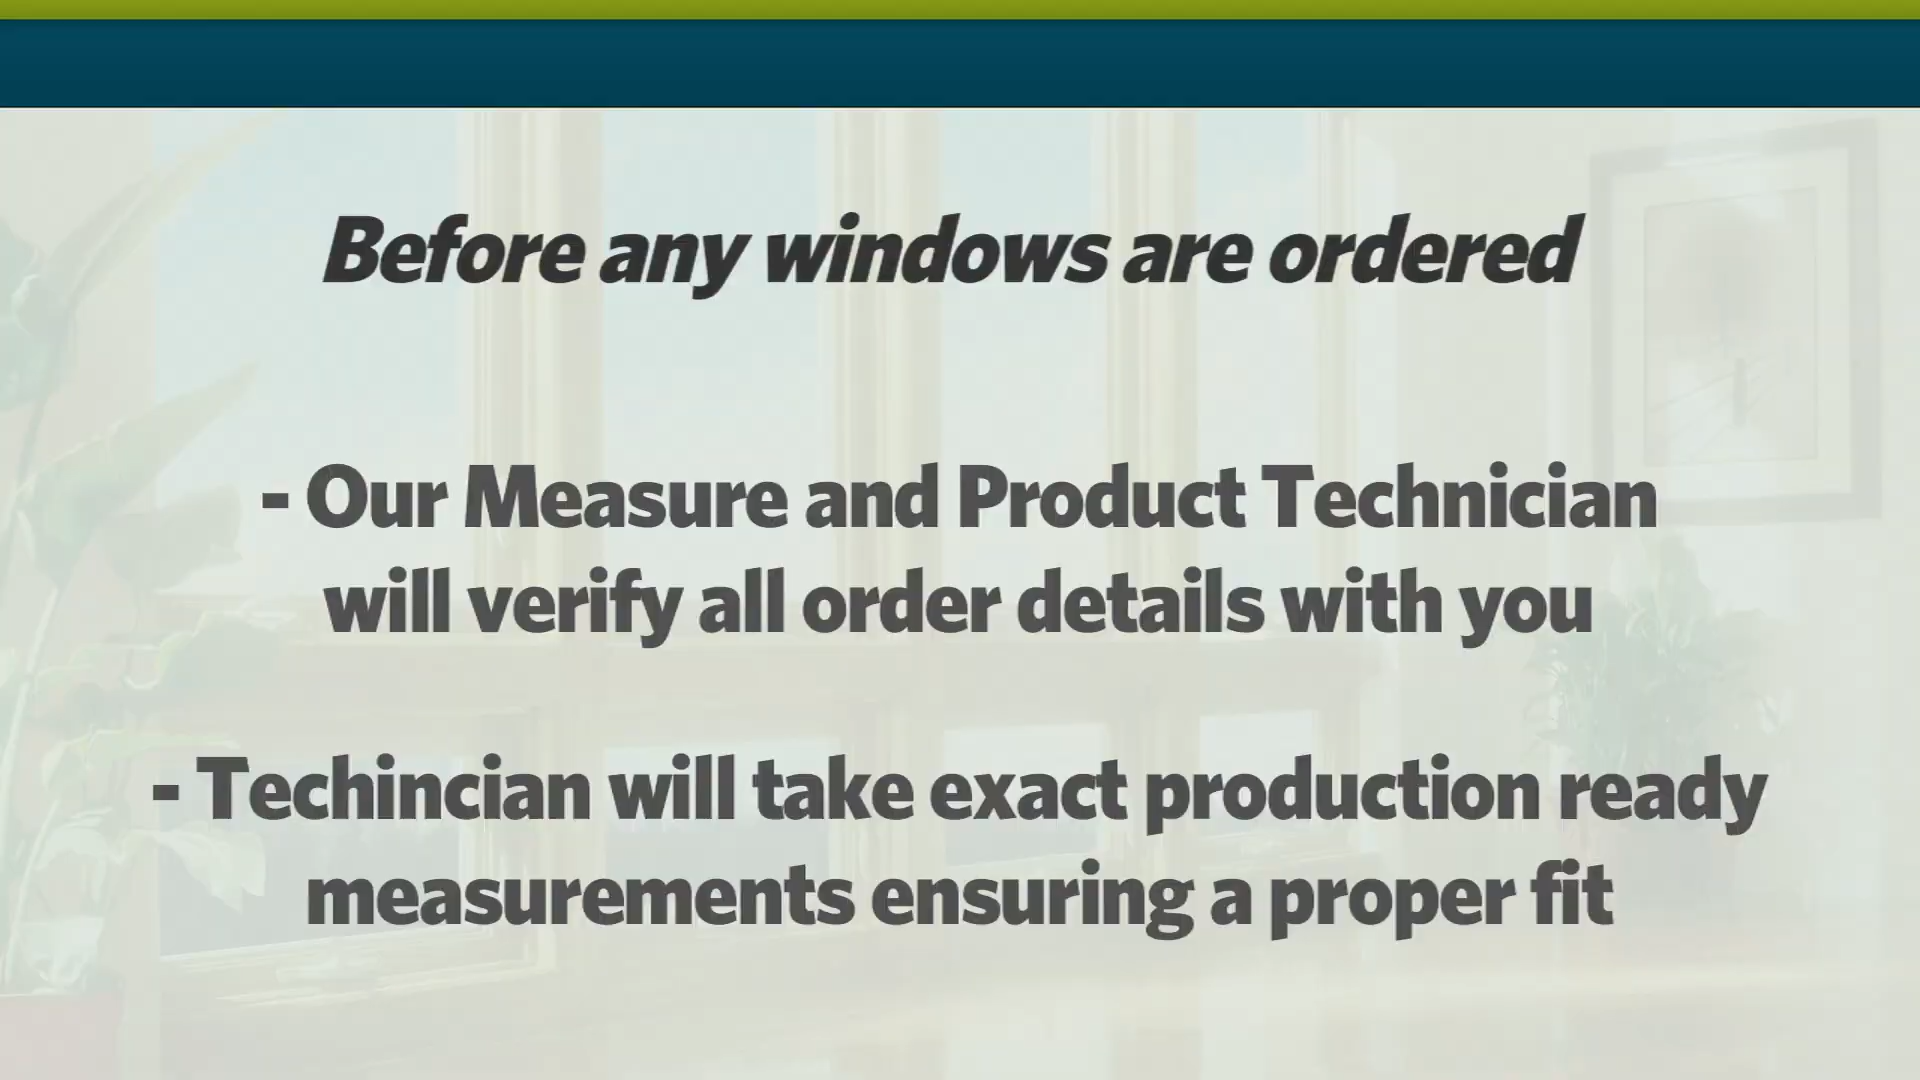 Before any windows are ordered
- Our Measure and Product Technician
will verify all order details with you
- Techincian will take exact production ready
measurements ensuring a proper fit